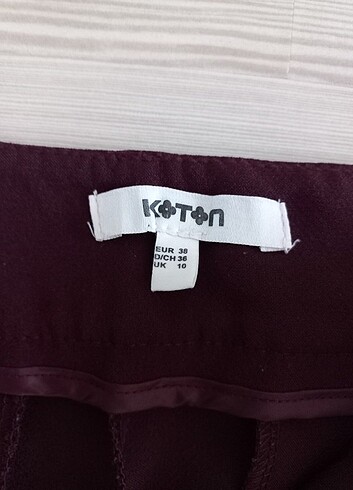 KOTON
EUR 38
D/CH 36
UK 10